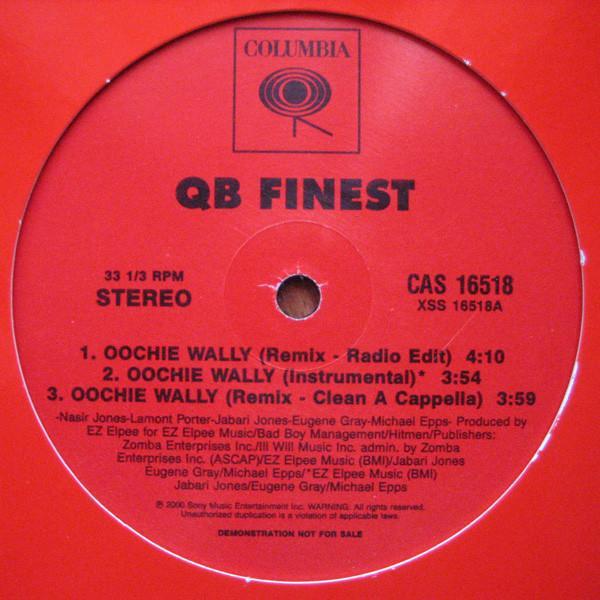 COLUMBIA
QB FINEST
33 1/3 RPM
STEREO
CAS 16518
XSS 16518A
1. OOCHIE WALLY (Remix - Radio Edit) 4:10
2. OOCHIE WALLY (Instrumental)* 3:54
3. OOCHIE WALLY (Remix - Clean A Cappella) 3:59
-Nasir Jones-Lamont Porter-Jabari Jones-Eugene Gray-Michael Epps- Produced by
EZ Elpee for EZ Elpee Music/Bad Boy Management/Hitmen/Publishers:
Zomba Enterprises Inc./Ill Will Music Inc. admin. by Zomba
Enterprises Inc. (ASCAP)/EZ Elpee Music (BMI)/Jabari Jones
Eugene Gray/Michael Epps/*EZ Elpee Music (BMI)
Jabari Jones/Eugene Gray/Michael Epps
℗ 2000 Sony Music Entertainment Inc. WARNING: All rights reserved.
Unauthorized duplication is a violation of applicable laws.
DEMONSTRATION NOT FOR SALE